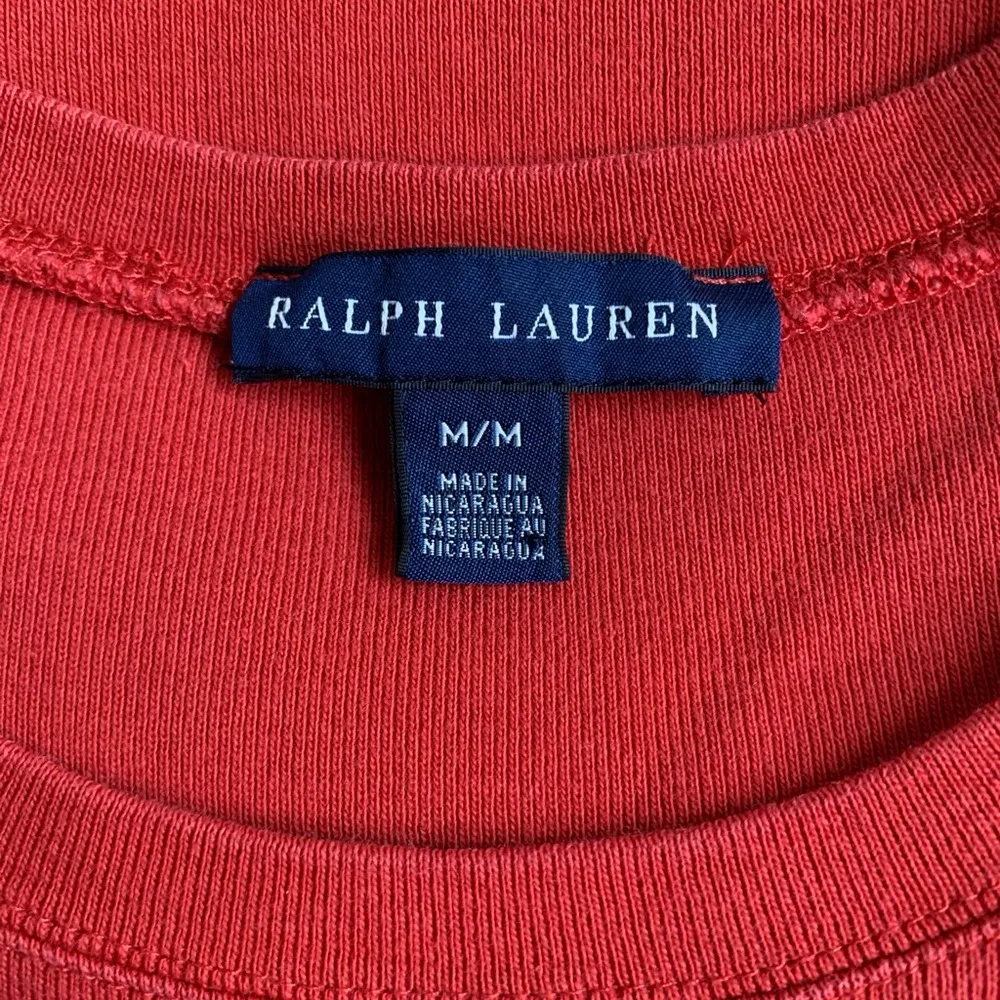 RALPH LAUREN
M/M
MADE IN
NICARAGUA
FABRIQUE AU
NICARAGUA